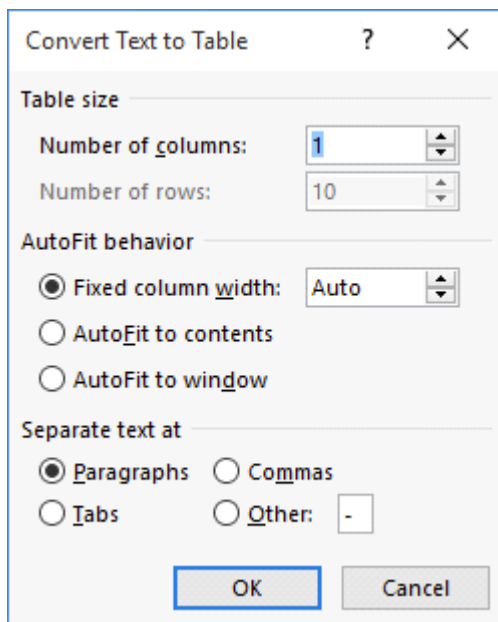 Convert Text to Table ? ×
Table size
Number of columns: 1
Number of rows: 10
AutoFit behavior
Fixed column width: Auto
AutoFit to contents
AutoFit to window
Separate text at
Paragraphs Commas
Tabs Other: -
OK Cancel